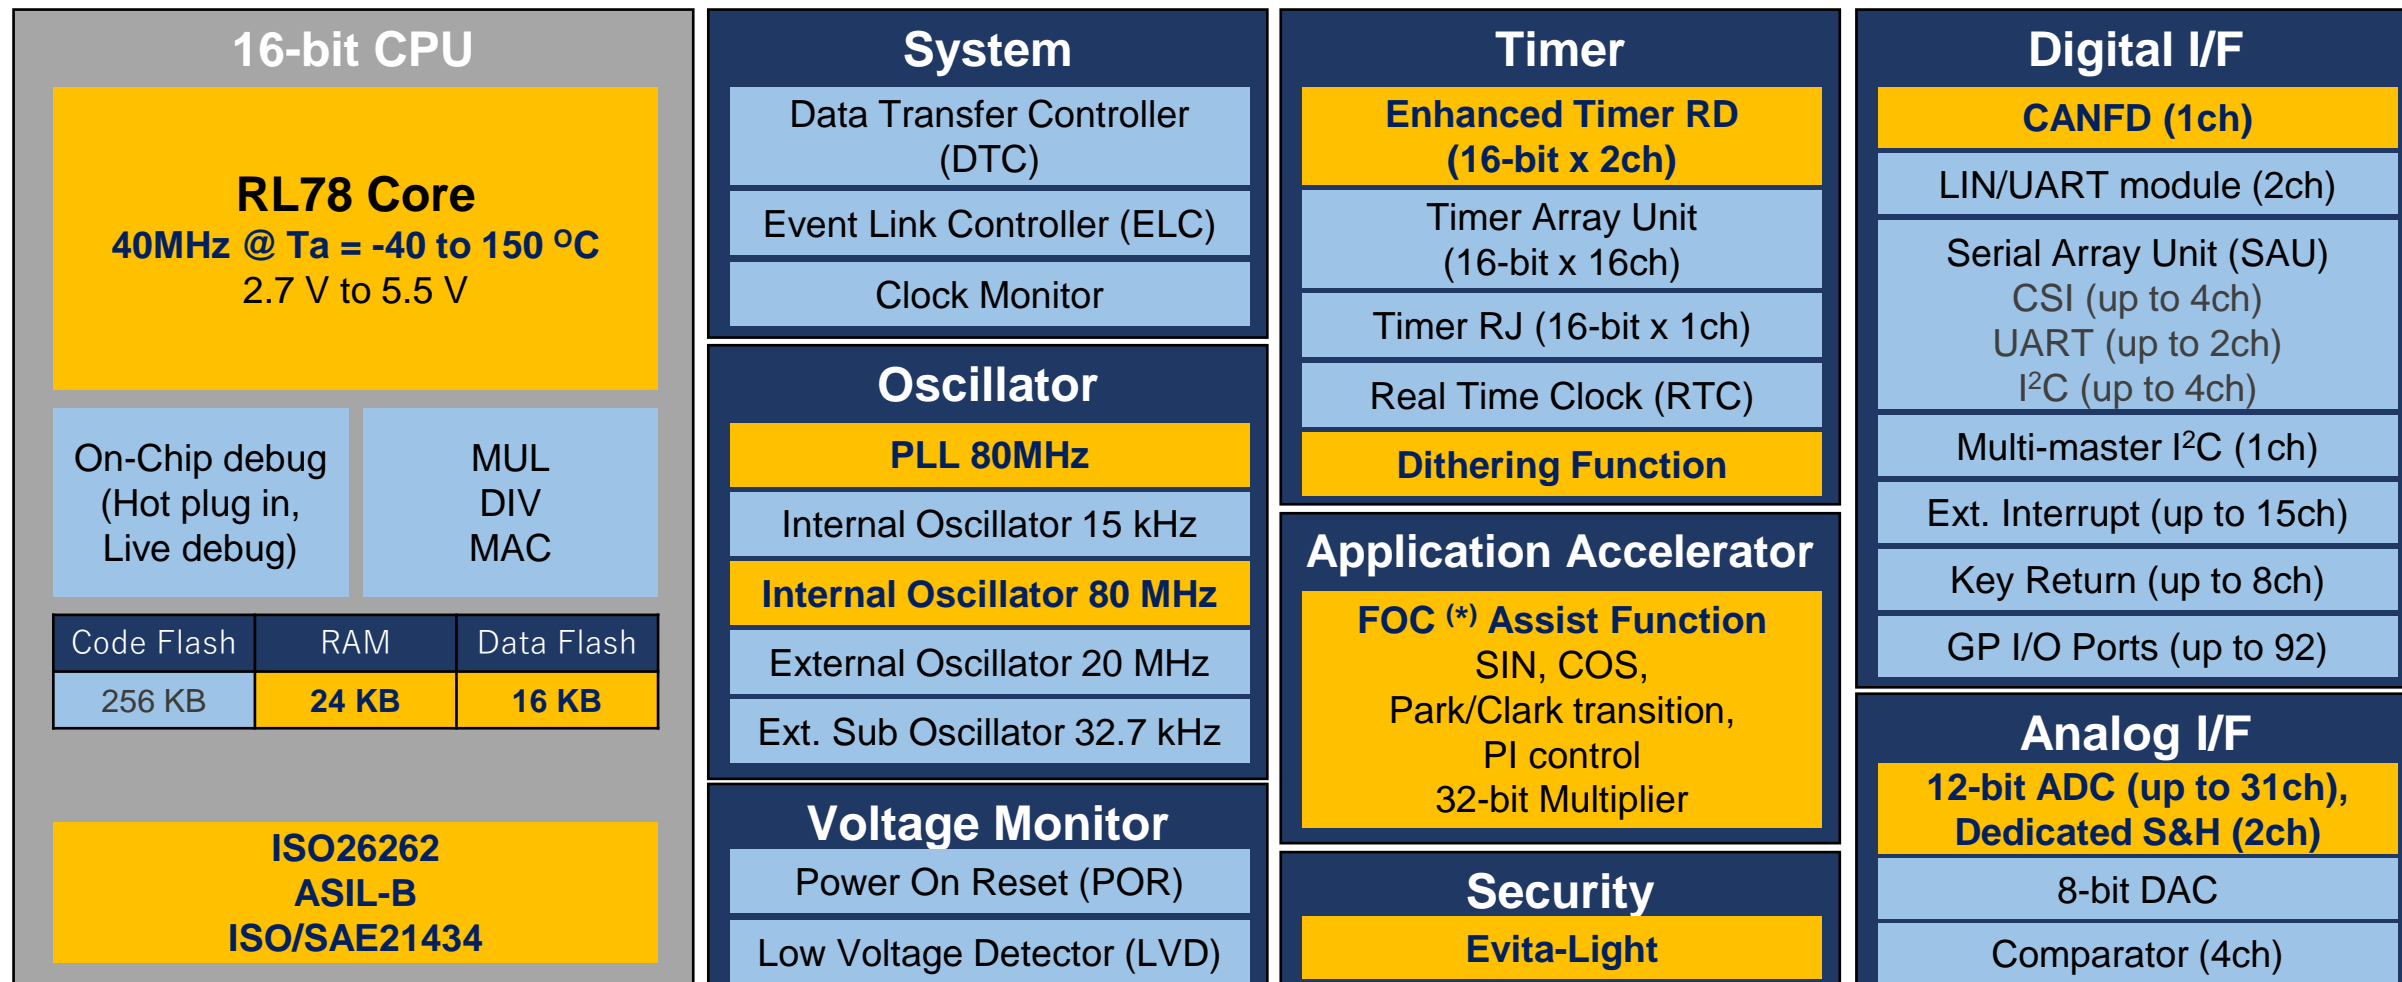 16-bit CPU
RL78 Core
40MHz @ Ta = -40 to 150 ᴼC
2.7 V to 5.5 V
On-Chip debug
(Hot plug in,
Live debug)
MUL
DIV
MAC
Code Flash RAM Data Flash
256 KB 24 KB 16 KB
ISO26262
ASIL-B
ISO/SAE21434
System
Data Transfer Controller
(DTC)
Event Link Controller (ELC)
Clock Monitor
Oscillator
PLL 80MHz
Internal Oscillator 15 kHz
Internal Oscillator 80 MHz
External Oscillator 20 MHz
Ext. Sub Oscillator 32.7 kHz
Voltage Monitor
Power On Reset (POR)
Low Voltage Detector (LVD)
Timer
Enhanced Timer RD
(16-bit x 2ch)
Timer Array Unit
(16-bit x 16ch)
Timer RJ (16-bit x 1ch)
Real Time Clock (RTC)
Dithering Function
Application Accelerator
FOC (*) Assist Function
SIN, COS,
Park/Clark transition,
PI control
32-bit Multiplier
Security
Evita-Light
Digital I/F
CANFD (1ch)
LIN/UART module (2ch)
Serial Array Unit (SAU)
CSI (up to 4ch)
UART (up to 2ch)
I²C (up to 4ch)
Multi-master I²C (1ch)
Ext. Interrupt (up to 15ch)
Key Return (up to 8ch)
GP I/O Ports (up to 92)
Analog I/F
12-bit ADC (up to 31ch),
Dedicated S&H (2ch)
8-bit DAC
Comparator (4ch)